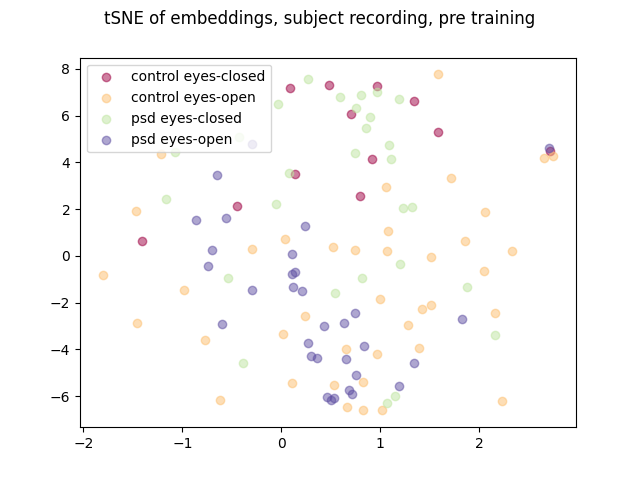 tSNE of embeddings, subject recording, pre training
8
6
4
2
0
−2
−4
−6
control eyes-closed
control eyes-open
psd eyes-closed
psd eyes-open
−2
−1
0
1
2